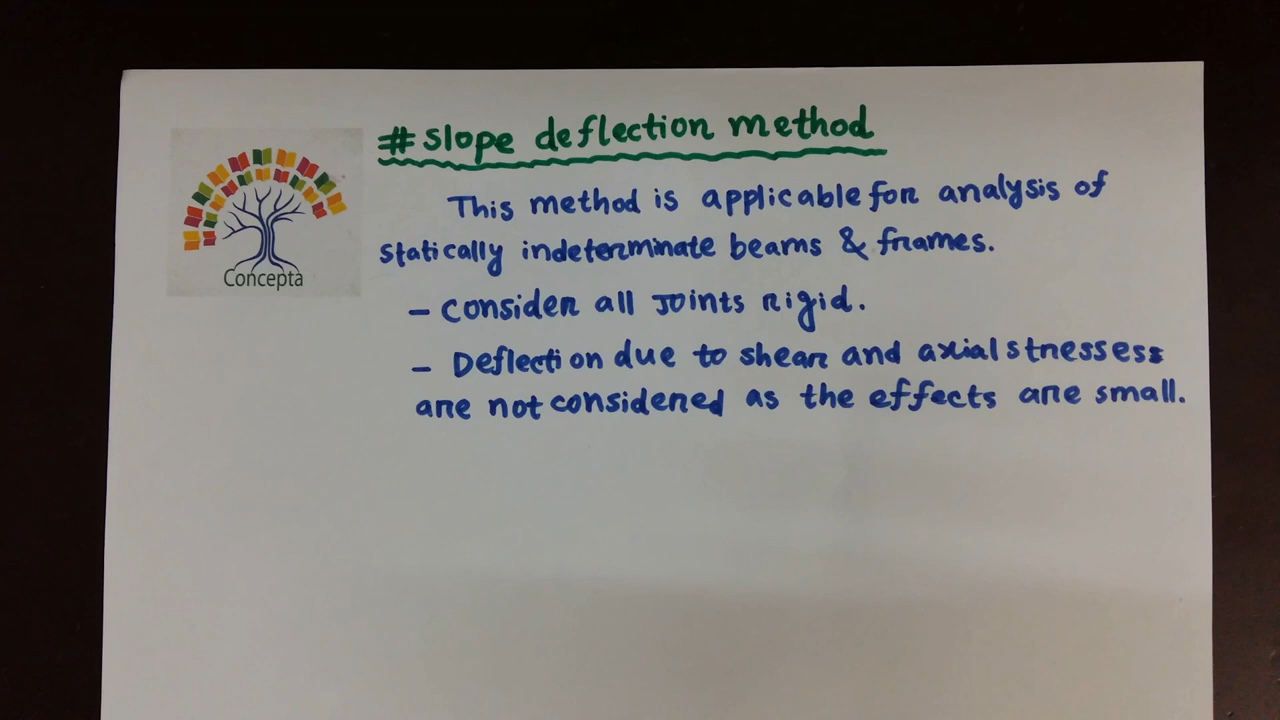 # slope deflection method
This method is applicable for analysis of
statically indeterminate beams & frames.
- Consider all Joints rigid.
- Deflection due to shear and axial stressess
are not considered as the effects are small.
Concepta